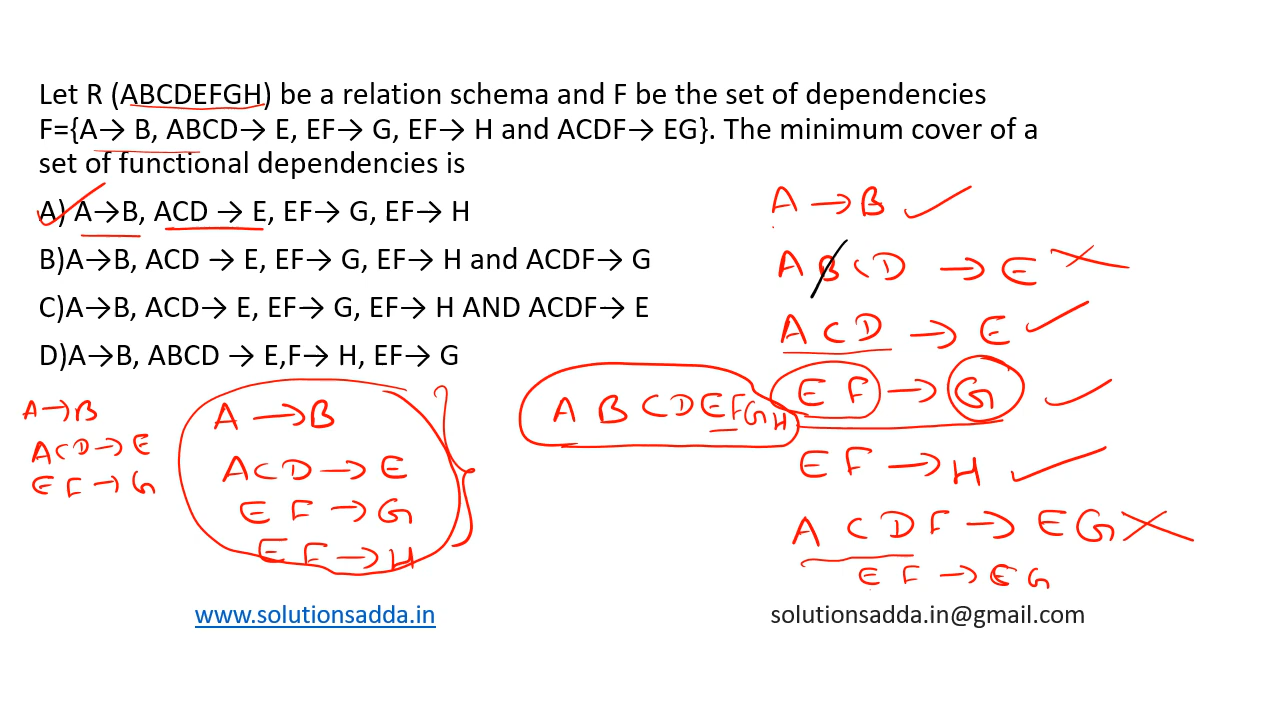 Let R (ABCDEFGH) be a relation schema and F be the set of dependencies
F={A→ B, ABCD→ E, EF→ G, EF→ H and ACDF→ EG}. The minimum cover of a
set of functional dependencies is
A) A→B, ACD → E, EF→ G, EF→ H
B)A→B, ACD → E, EF→ G, EF→ H and ACDF→ G
C)A→B, ACD→ E, EF→ G, EF→ H AND ACDF→ E
D)A→B, ABCD → E,F→ H, EF→ G
A→B
ACD→E
EF→G
A→B
ACD→E
EF→G
EF→H
ABCDEFGH
A→B
ABCD→E
ACD→E
EF→G
EF→H
ACDF→EG
EF→EG
www.solutionsadda.in
solutionsadda.in@gmail.com